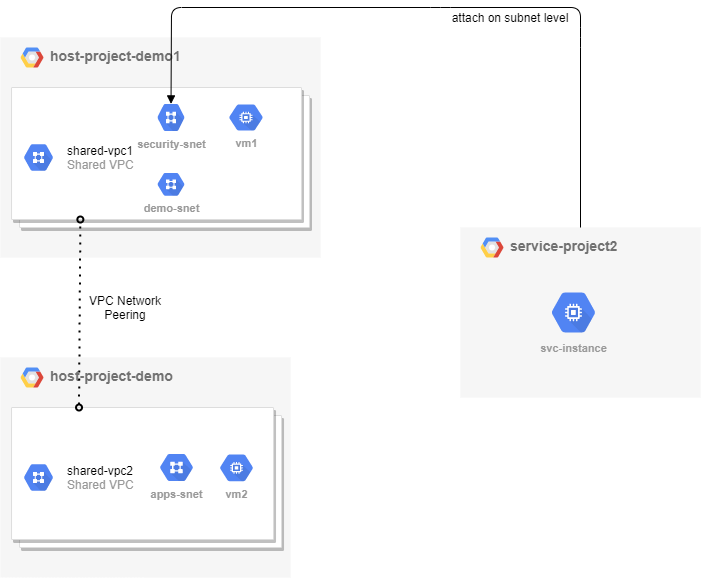 attach on subnet level
host-project-demo1
shared-vpc1
Shared VPC
security-snet
vm1
demo-snet
VPC Network
Peering
service-project2
svc-instance
host-project-demo
shared-vpc2
Shared VPC
apps-snet
vm2